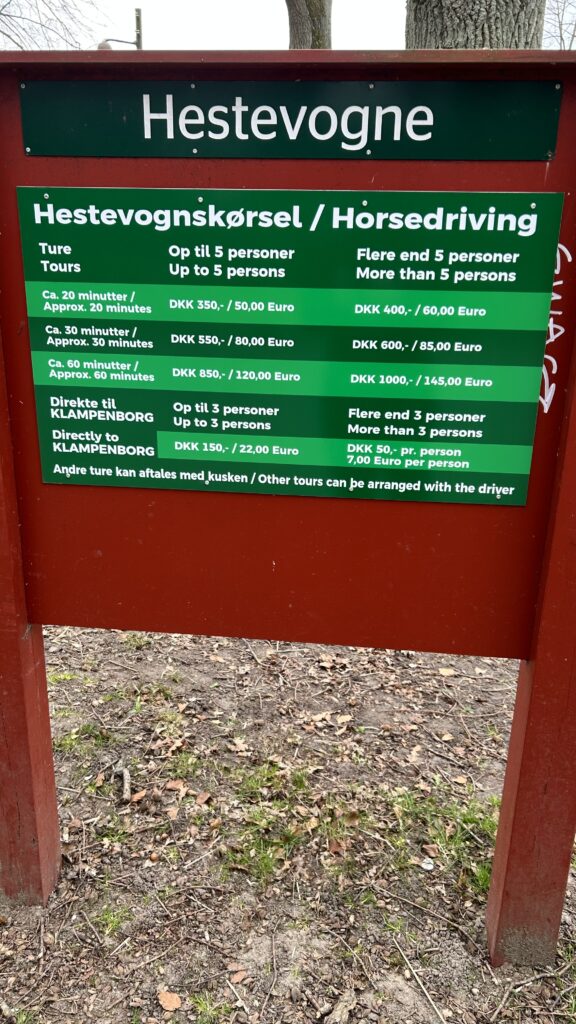 Hestevogne
Hestevognskørsel / Horsedriving
Ture
Tours
Op til 5 personer
Up to 5 persons
Flere end 5 personer
More than 5 persons
Ca. 20 minutter /
Approx. 20 minutes
DKK 350,- / 50,00 Euro
DKK 400,- / 60,00 Euro
Ca. 30 minutter /
Approx. 30 minutes
DKK 550,- / 80,00 Euro
DKK 600,- / 85,00 Euro
Ca. 60 minutter /
Approx. 60 minutes
DKK 850,- / 120,00 Euro
DKK 1000,- / 145,00 Euro
Direkte til
KLAMPENBORG
Directly to
KLAMPENBORG
Op til 3 personer
Up to 3 persons
Flere end 3 personer
More than 3 persons
DKK 150,- / 22,00 Euro
DKK 50,- pr. person
7,00 Euro per person
Andre ture kan aftales med kusken / Other tours can be arranged with the driver